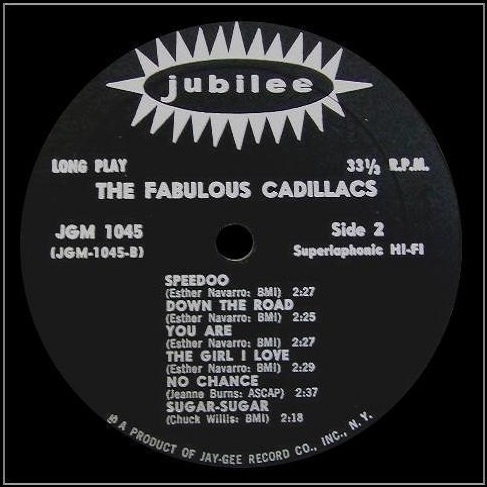 jubilee
LONG PLAY 33⅓ R.P.M.
THE FABULOUS CADILLACS
JGM 1045 Side 2
(JGM-1045-B) Superlaphonic HI-FI
SPEEDOO
(Esther Navarro: BMI) 2:27
DOWN THE ROAD
(Esther Navarro: BMI) 2:25
YOU ARE
(Esther Navarro: BMI) 2:27
THE GIRL I LOVE
(Esther Navarro: BMI) 2:29
NO CHANCE
(Jeanne Burns: ASCAP) 2:37
SUGAR-SUGAR
(Chuck Willis: BMI) 2:18
℗ A PRODUCT OF JAY-GEE RECORD CO., INC., N. Y.